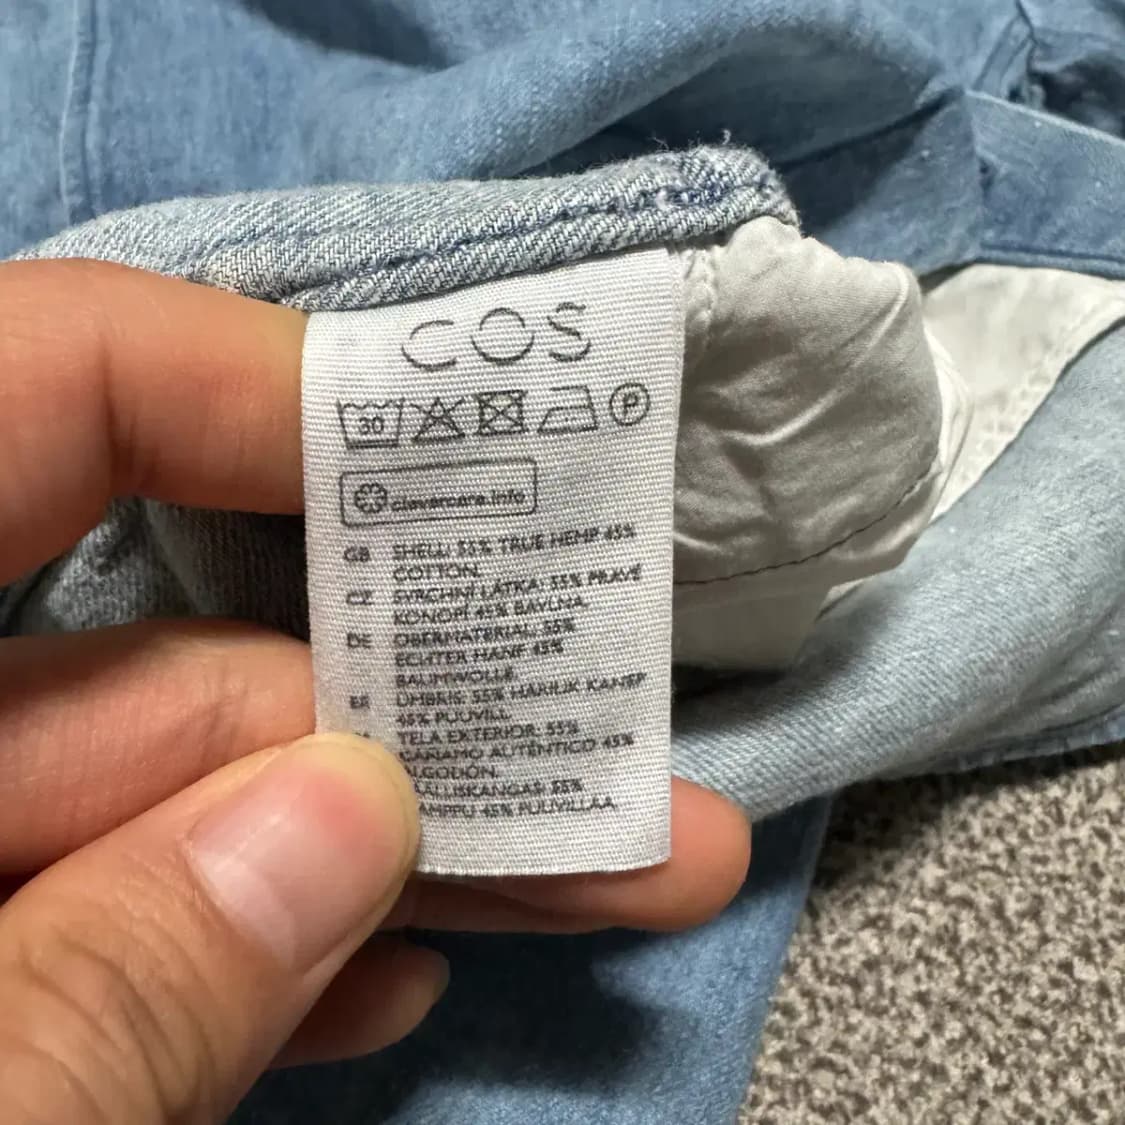 COS
30 P
clevercare.info
GB SHELL: 55% TRUE HEMP 45%
COTTON.
CZ SVRCHNÍ LÁTKA: 55% PRAVÉ
KONOPÍ 45% BAVLNA.
DE OBERMATERIAL: 55%
ECHTER HANF 45%
BAUMWOLLE.
EE ÜMBRIS: 55% HARILIK KANEP
45% PUUVILL.
TELA EXTERIOR: 55%
CÁÑAMO AUTÉNTICO 45%
ALGODÓN.
55%
45% PUUVILLAA.